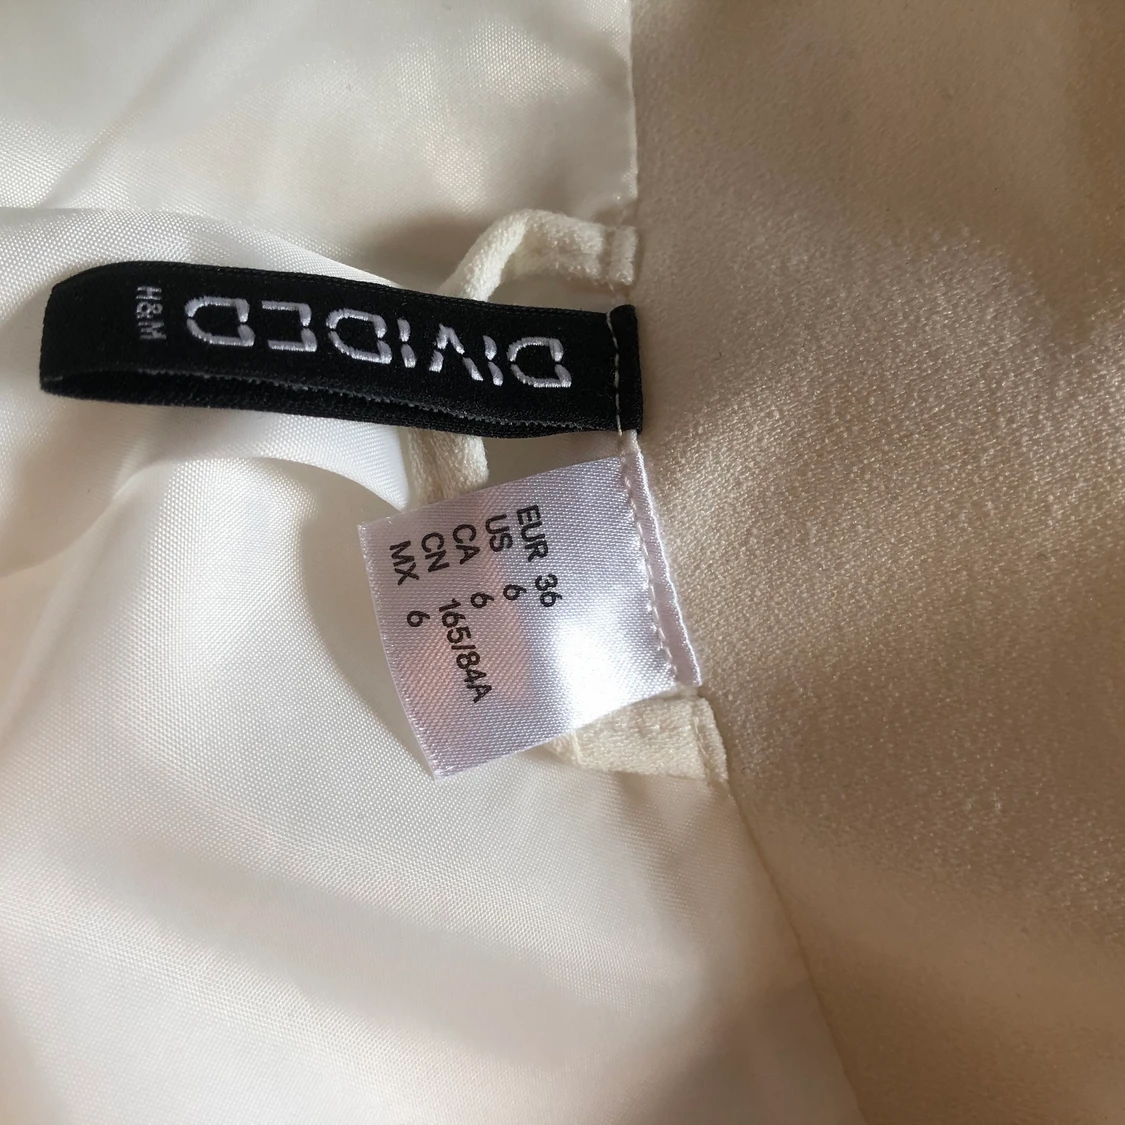 DIVIDED
H&M
EUR 36
US 6
CA 6
CN 165/84A
MX 6